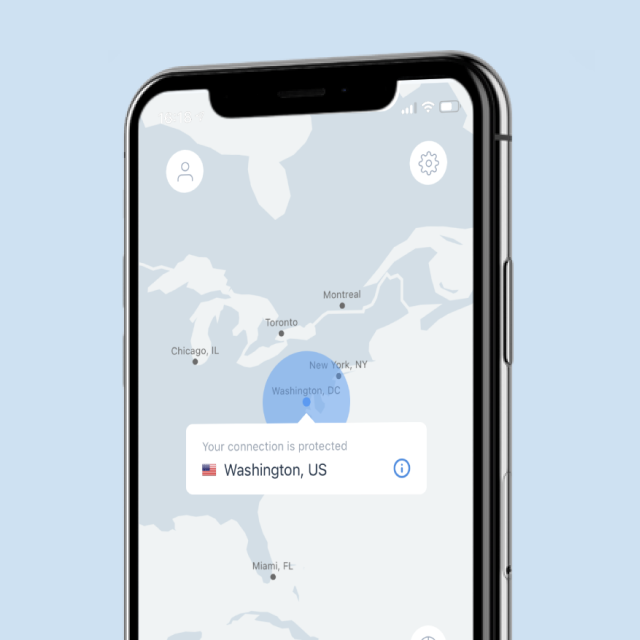 Montreal
Toronto
Chicago, IL
New York, NY
Washington, DC
Your connection is protected
Washington, US
Miami, FL